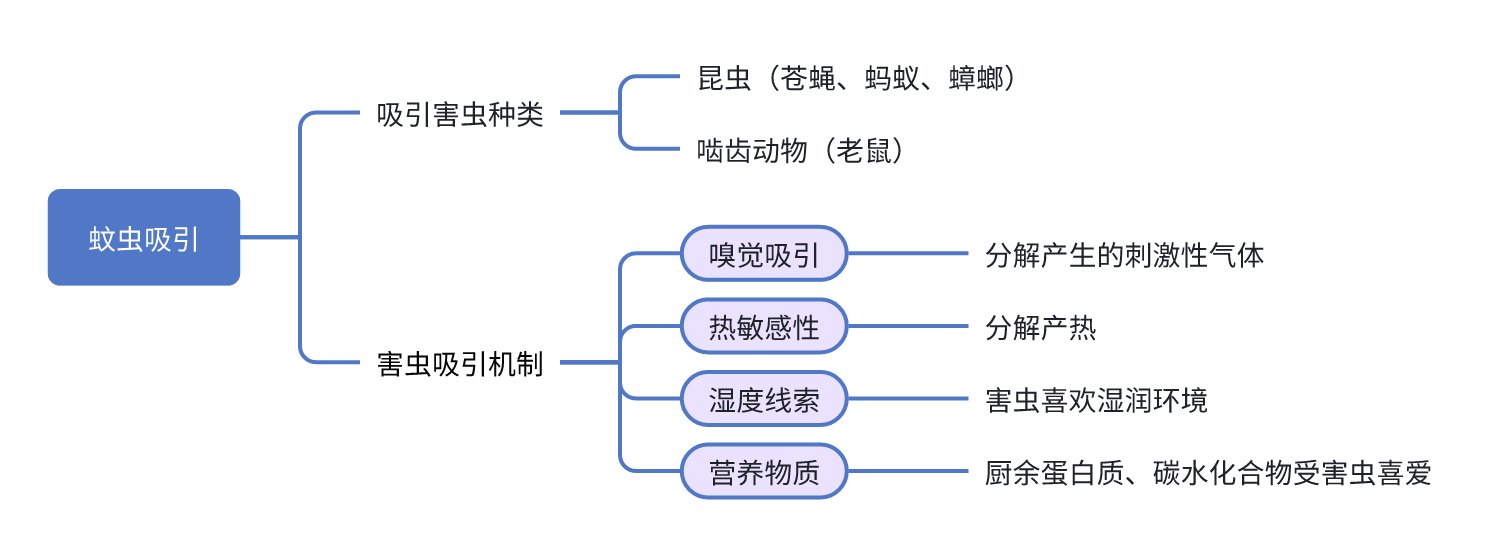 蚊虫吸引
吸引害虫种类
昆虫（苍蝇、蚂蚁、蟑螂）
啮齿动物（老鼠）
害虫吸引机制
嗅觉吸引
分解产生的刺激性气体
热敏感性
分解产热
湿度线索
害虫喜欢湿润环境
营养物质
厨余蛋白质、碳水化合物受害虫喜爱